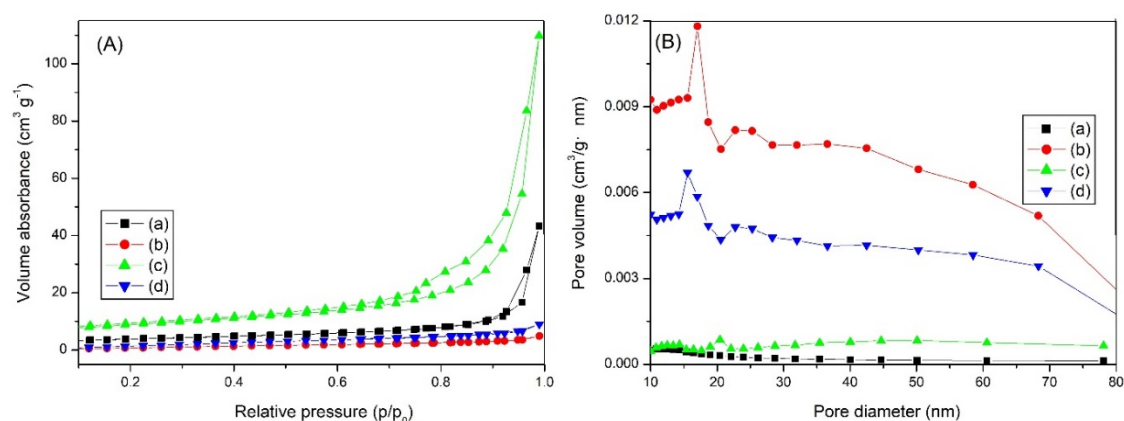 (A)
110
100
80
60
40
20
0
Volume absorbance (cm³ g⁻¹)
(a)
(b)
(c)
(d)
0.2
0.4
0.6
0.8
1.0
Relative pressure (p/p₀)
(B)
0.012
0.009
0.006
0.003
0.000
Pore volume (cm³/g· nm)
(a)
(b)
(c)
(d)
10
20
30
40
50
60
70
80
Pore diameter (nm)